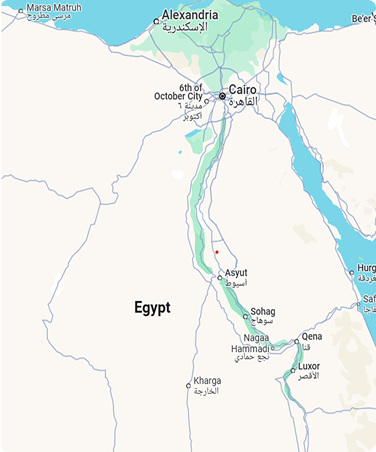 Marsa Matruh
مرسى مطروح
Alexandria
الإسكندرية
Be'er S
6th of
October City
مدينة ٦
أكتوبر
Cairo
القاهرة
Asyut
أسيوط
Hurg
الغردقة
Egypt
Sohag
سوهاج
Saf
Nagaa
Hammadi
نجع حمادي
Qena
قنا
Kharga
الخارجة
Luxor
الأقصر